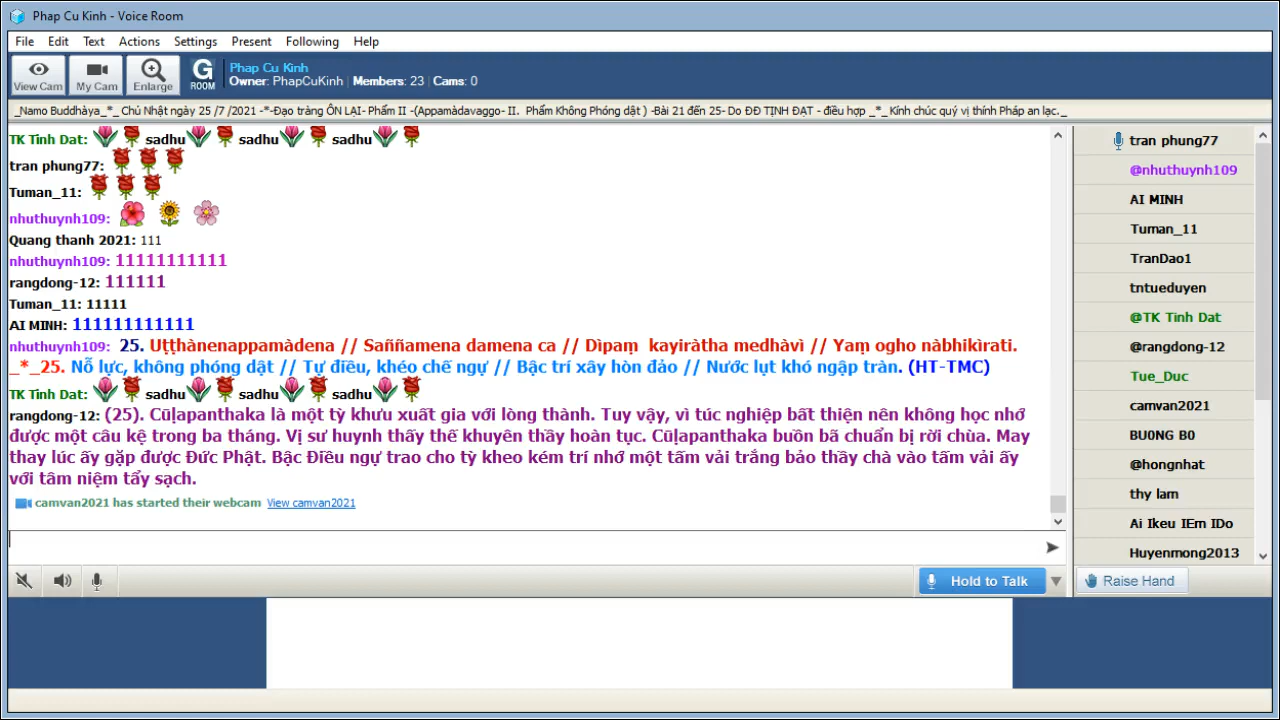 Phap Cu Kinh - Voice Room
File Edit Text Actions Settings Present Following Help
View Cam My Cam Enlarge G ROOM
Phap Cu Kinh
Owner: PhapCuKinh | Members: 23 | Cams: 0
_Namo Buddhàya_*_ Chủ Nhật ngày 25 /7 /2021 -*-Đạo tràng ÔN LẠI- Phẩm II -(Appamàdavaggo- II. Phẩm Không Phóng dật ) -Bài 21 đến 25- Do ĐĐ TỊNH ĐẠT - điều hợp _*_Kính chúc quý vị thính Pháp an lạc._
TK Tinh Dat: sadhu sadhu sadhu
tran phung77:
Tuman_11:
nhuthuynh109:
Quang thanh 2021: 111
nhuthuynh109: 11111111111
rangdong-12: 111111
Tuman_11: 11111
AI MINH: 111111111111
nhuthuynh109: 25. Uṭṭhànenappamàdena // Saññamena damena ca // Dìpaṃ kayiràtha medhàvì // Yaṃ ogho nàbhikìrati.
_*_25. Nỗ lực, không phóng dật // Tự điều, khéo chế ngự // Bậc trí xây hòn đảo // Nước lụt khó ngập tràn. (HT-TMC)
TK Tinh Dat: sadhu sadhu sadhu
rangdong-12: (25). Cūḷapanthaka là một tỳ khưu xuất gia với lòng thành. Tuy vậy, vì túc nghiệp bất thiện nên không học nhớ
được một câu kệ trong ba tháng. Vị sư huynh thấy thế khuyên thầy hoàn tục. Cūḷapanthaka buồn bã chuẩn bị rời chùa. May
thay lúc ấy gặp được Đức Phật. Bậc Điều ngự trao cho tỳ kheo kém trí nhớ một tấm vải trắng bảo thầy chà vào tấm vải ấy
với tâm niệm tẩy sạch.
camvan2021 has started their webcam View camvan2021
Hold to Talk
tran phung77
@nhuthuynh109
AI MINH
Tuman_11
TranDao1
tntueduyen
@TK Tinh Dat
@rangdong-12
Tue_Duc
camvan2021
BU0NG B0
@hongnhat
thy lam
Ai Ikeu IEm IDo
Huyenmong2013
Raise Hand